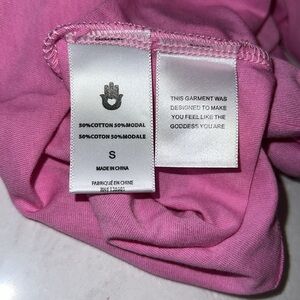 50%COTTON 50%MODAL
50%COTON 50%MODALE
S
MADE IN CHINA
FABRIQUÉ EN CHINE
THIS GARMENT WAS
DESIGNED TO MAKE
YOU FEEL LIKE THE
GODDESS YOU ARE